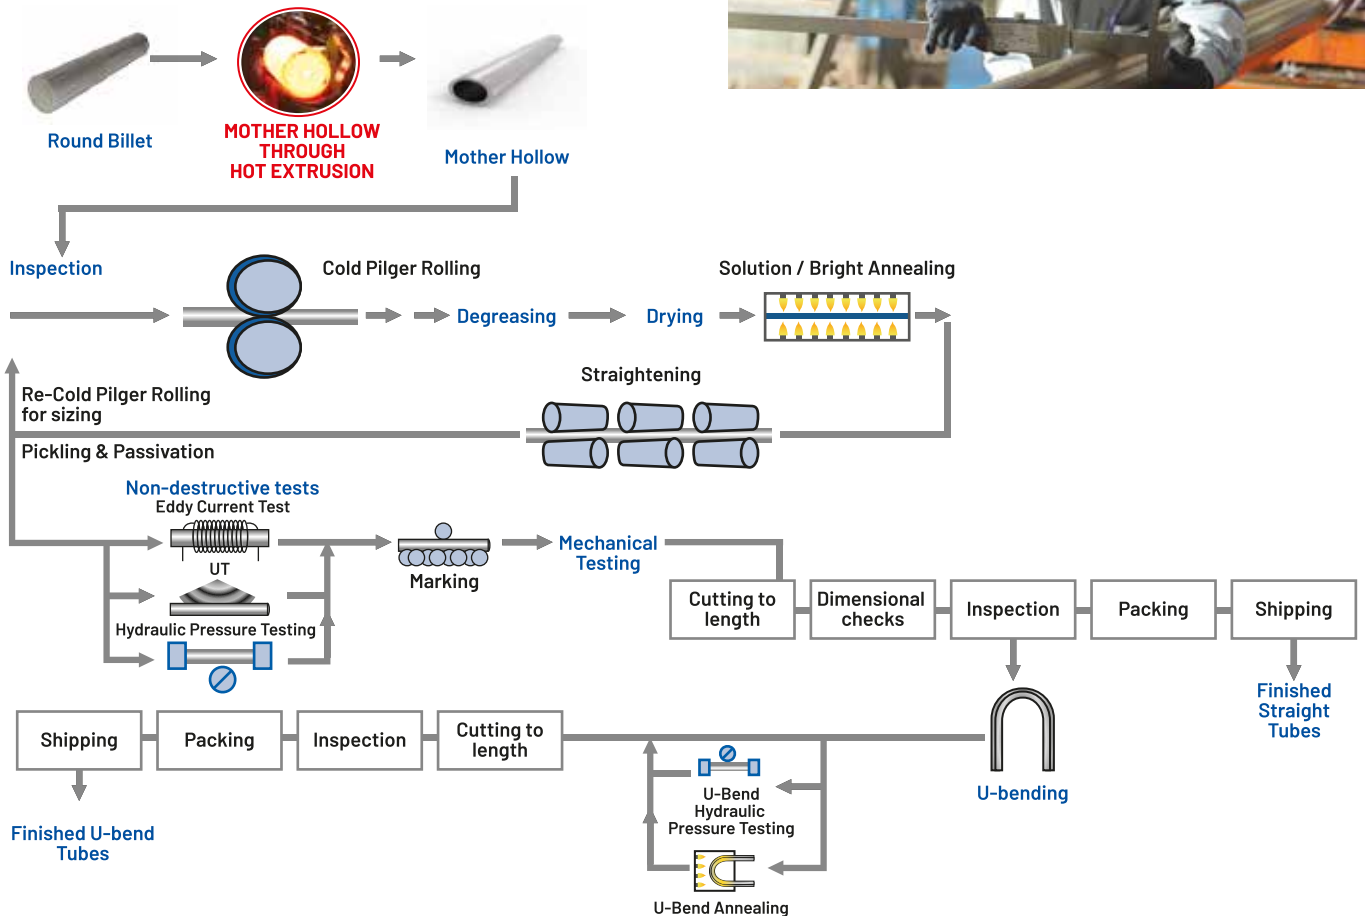 Round Billet
MOTHER HOLLOW
THROUGH
HOT EXTRUSION
Mother Hollow
Inspection
Cold Pilger Rolling
Solution / Bright Annealing
Degreasing
Drying
Straightening
Re-Cold Pilger Rolling
for sizing
Pickling & Passivation
Non-destructive tests
Eddy Current Test
UT
Hydraulic Pressure Testing
Marking
Mechanical
Testing
Cutting to
length
Dimensional
checks
Inspection
Packing
Shipping
Finished
Straight
Tubes
U-bending
Shipping
Packing
Inspection
Cutting to
length
U-Bend
Hydraulic
Pressure Testing
U-Bend Annealing
Finished U-bend
Tubes